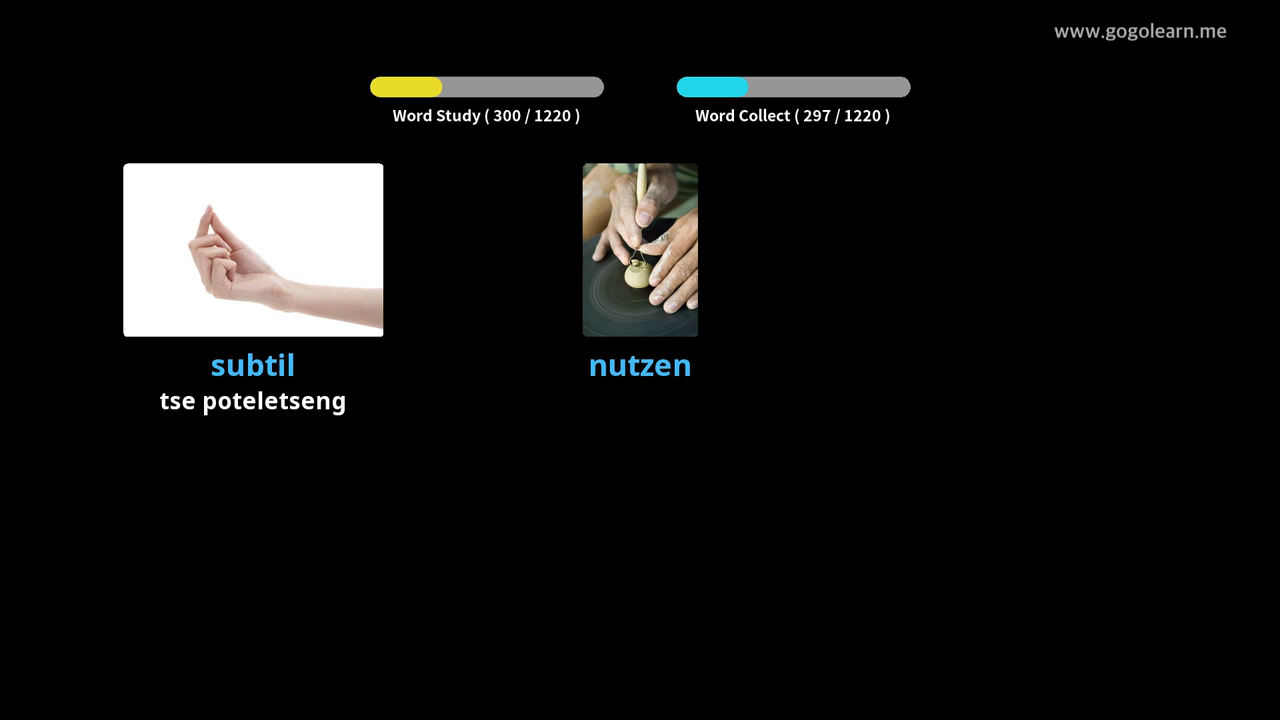 www.gogolearn.me
Word Study ( 300 / 1220 )
Word Collect ( 297 / 1220 )
subtil
tse poteletseng
nutzen